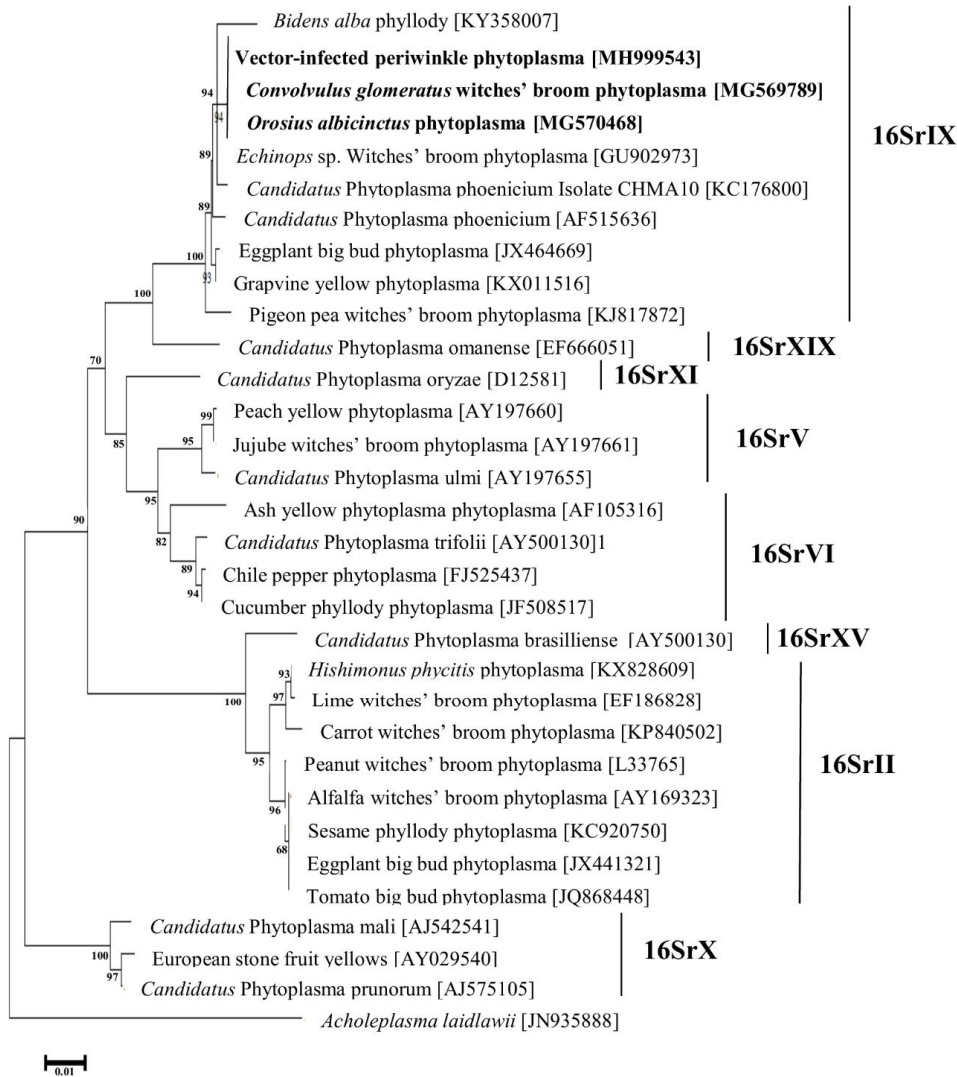 Bidens alba phyllody [KY358007]
Vector-infected periwinkle phytoplasma [MH999543]
94
Convolvulus glomeratus witches’ broom phytoplasma [MG569789]
94
Orosius albicinctus phytoplasma [MG570468]
16SrIX
89
Echinops sp. Witches’ broom phytoplasma [GU902973]
Candidatus Phytoplasma phoenicium Isolate CHMA10 [KC176800]
89
Candidatus Phytoplasma phoenicium [AF515636]
Eggplant big bud phytoplasma [JX464669]
100
93
Grapvine yellow phytoplasma [KX011516]
100
Pigeon pea witches’ broom phytoplasma [KJ817872]
Candidatus Phytoplasma omanense [EF666051]
16SrXIX
70
Candidatus Phytoplasma oryzae [D12581]
16SrXI
Peach yellow phytoplasma [AY197660]
99
85
95
Jujube witches’ broom phytoplasma [AY197661]
16SrV
Candidatus Phytoplasma ulmi [AY197655]
95
Ash yellow phytoplasma phytoplasma [AF105316]
90
82
Candidatus Phytoplasma trifolii [AY500130]1
16SrVI
89
Chile pepper phytoplasma [FJ525437]
94
Cucumber phyllody phytoplasma [JF508517]
Candidatus Phytoplasma brasilliense [AY500130]
16SrXV
Hishimonus phycitis phytoplasma [KX828609]
93
97
Lime witches’ broom phytoplasma [EF186828]
100
Carrot witches’ broom phytoplasma [KP840502]
95
Peanut witches’ broom phytoplasma [L33765]
16SrII
Alfalfa witches’ broom phytoplasma [AY169323]
96
Sesame phyllody phytoplasma [KC920750]
68
Eggplant big bud phytoplasma [JX441321]
Tomato big bud phytoplasma [JQ868448]
Candidatus Phytoplasma mali [AJ542541]
100
European stone fruit yellows [AY029540]
16SrX
97
Candidatus Phytoplasma prunorum [AJ575105]
Acholeplasma laidlawii [JN935888]
0.01